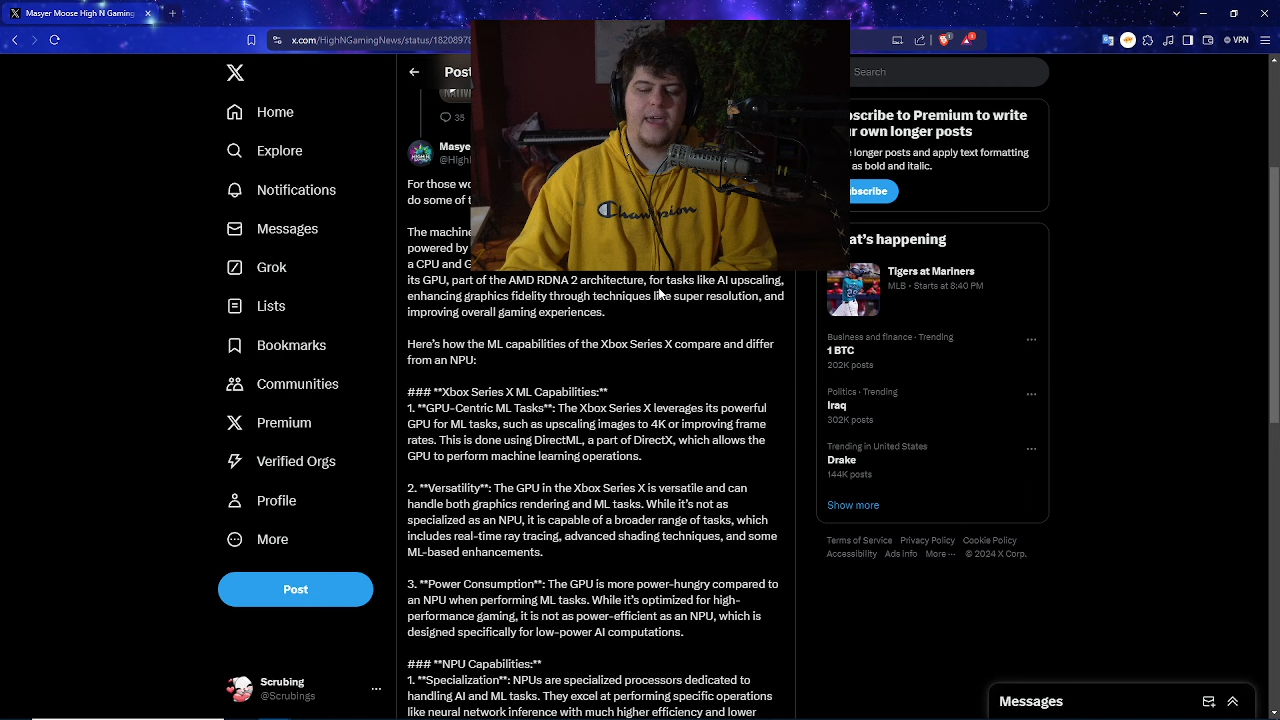 Masyer Moose High N Gaming
x.com/HighNGamingNews/status/18208978
VPN
Home
Explore
Notifications
Messages
Grok
Lists
Bookmarks
Communities
Premium
Verified Orgs
Profile
More
Post
Scrubing
@Scrubings
Post
35
Masye
@Highl
For those wo
do some of t
The machine
powered by
a CPU and G
its GPU, part of the AMD RDNA 2 architecture, for tasks like AI upscaling,
enhancing graphics fidelity through techniques like super resolution, and
improving overall gaming experiences.
Here's how the ML capabilities of the Xbox Series X compare and differ
from an NPU:
### **Xbox Series X ML Capabilities:**
1. **GPU-Centric ML Tasks**: The Xbox Series X leverages its powerful
GPU for ML tasks, such as upscaling images to 4K or improving frame
rates. This is done using DirectML, a part of DirectX, which allows the
GPU to perform machine learning operations.
2. **Versatility**: The GPU in the Xbox Series X is versatile and can
handle both graphics rendering and ML tasks. While it's not as
specialized as an NPU, it is capable of a broader range of tasks, which
includes real-time ray tracing, advanced shading techniques, and some
ML-based enhancements.
3. **Power Consumption**: The GPU is more power-hungry compared to
an NPU when performing ML tasks. While it's optimized for high-
performance gaming, it is not as power-efficient as an NPU, which is
designed specifically for low-power AI computations.
### **NPU Capabilities:**
1. **Specialization**: NPUs are specialized processors dedicated to
handling AI and ML tasks. They excel at performing specific operations
like neural network inference with much higher efficiency and lower
Champion
Search
bscribe to Premium to write
r own longer posts
longer posts and apply text formatting
as bold and italic.
bscribe
at's happening
Tigers at Mariners
MLB · Starts at 8:40 PM
Business and finance · Trending
1 BTC
202K posts
Politics · Trending
Iraq
302K posts
Trending in United States
Drake
144K posts
Show more
Terms of Service Privacy Policy Cookie Policy
Accessibility Ads info More ··· © 2024 X Corp.
Messages